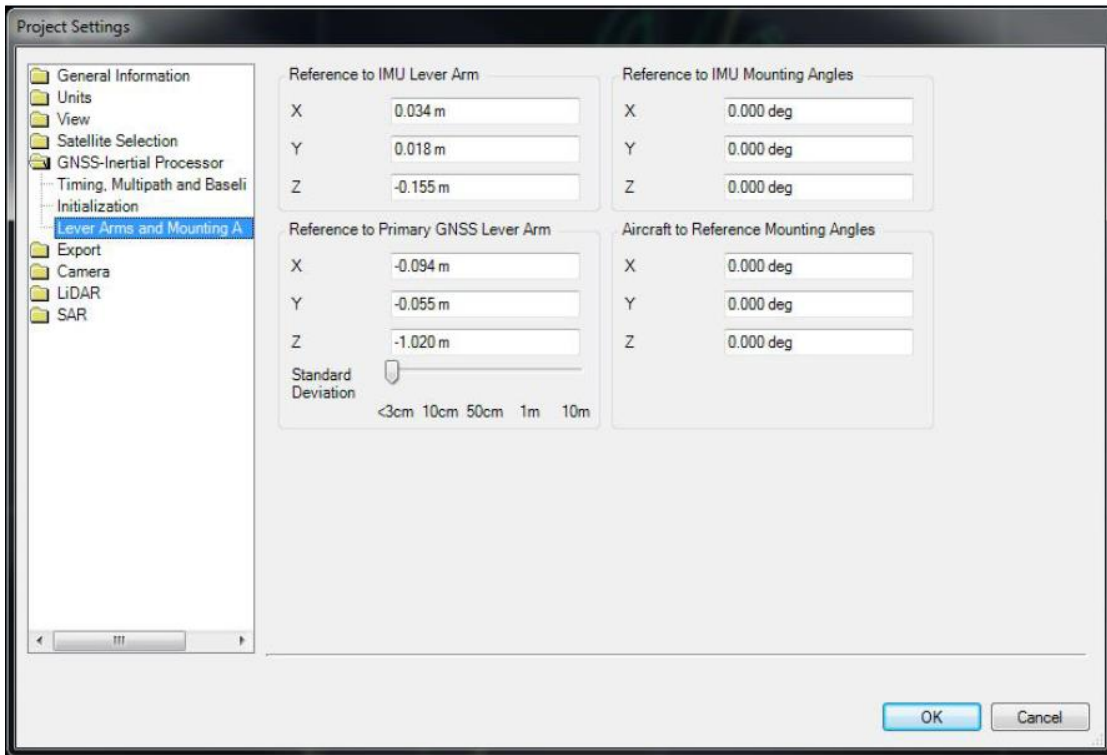 Project Settings
General Information
Units
View
Satellite Selection
GNSS-Inertial Processor
Timing, Multipath and Baseli
Initialization
Lever Arms and Mounting A
Export
Camera
LiDAR
SAR
Reference to IMU Lever Arm
X 0.034 m
Y 0.018 m
Z -0.155 m
Reference to IMU Mounting Angles
X 0.000 deg
Y 0.000 deg
Z 0.000 deg
Reference to Primary GNSS Lever Arm
X -0.094 m
Y -0.055 m
Z -1.020 m
Standard
Deviation
<3cm 10cm 50cm 1m 10m
Aircraft to Reference Mounting Angles
X 0.000 deg
Y 0.000 deg
Z 0.000 deg
OK Cancel